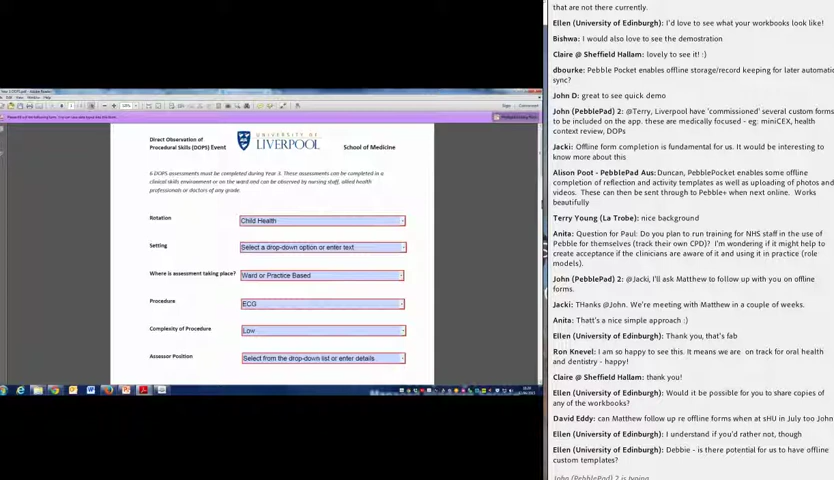 Direct Observation of
Procedural Skills (DOPS) Event
UNIVERSITY OF
LIVERPOOL
School of Medicine
6 DOPS assessments must be completed during Year 3. These assessments can be completed in a
clinical skills environment or on the ward and can be observed by nursing staff, allied health
professionals or doctors of any grade.
Rotation
Child Health
Setting
Select a drop-down option or enter text
Where is assessment taking place?
Ward or Practice Based
Procedure
ECG
Complexity of Procedure
Low
Assessor Position
Select from the drop-down list or enter details
that are not there currently.
Ellen (University of Edinburgh): I'd love to see what your workbooks look like!
Bishwa: I would also love to see the demostration
Claire @ Sheffield Hallam: lovely to see it! :)
dbourke: Pebble Pocket enables offline storage/record keeping for later automatic
sync?
John D: great to see quick demo
John (PebblePad) 2: @Terry, Liverpool have 'commissioned' several custom forms
to be included on the app. these are medically focused - eg: miniCEX, health
context review, DOPs
Jacki: Offline form completion is fundamental for us. It would be interesting to
know more about this
Alison Poot - PebblePad Aus: Duncan, PebblePocket enables some offline
completion of reflection and activity templates as well as uploading of photos and
videos. These can then be sent through to Pebble+ when next online. Works
beautifully
Terry Young (La Trobe): nice background
Anita: Question for Paul: Do you plan to run training for NHS staff in the use of
Pebble for themselves (track their own CPD)? I'm wondering if it might help to
create acceptance if the clinicians are aware of it and using it in practice (role
models).
John (PebblePad) 2: @Jacki, I'll ask Matthew to follow up with you on offline
forms.
Jacki: THanks @John. We're meeting with Matthew in a couple of weeks.
Anita: Thatt's a nice simple approach :)
Ellen (University of Edinburgh): Thank you, that's fab
Ron Knevel: I am so happy to see this. It means we are on track for oral health
and dentistry - happy!
Claire @ Sheffield Hallam: thank you!
Ellen (University of Edinburgh): Would it be possible for you to share copies of
any of the workbooks?
David Eddy: can Matthew follow up re offline forms when at sHU in July too John
Ellen (University of Edinburgh): I understand if you'd rather not, though
Ellen (University of Edinburgh): Debbie - is there potential for us to have offline
custom templates?
John (PebblePad) 2 is typing